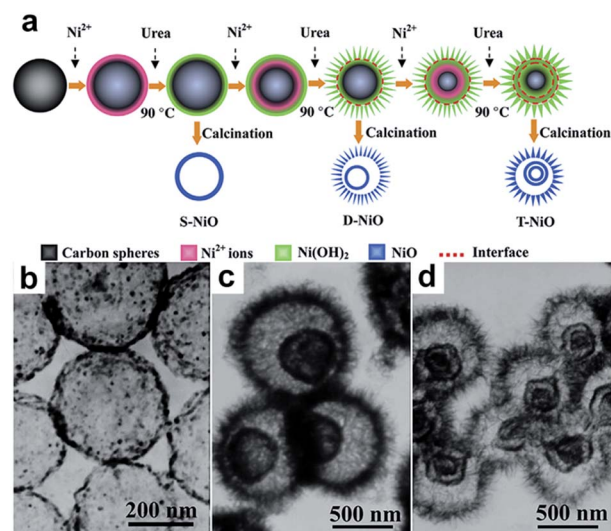 a
Ni²⁺ Urea Ni²⁺ Urea Ni²⁺ Urea
90 °C 90 °C 90 °C
Calcination Calcination Calcination
S-NiO D-NiO T-NiO
Carbon spheres Ni²⁺ ions Ni(OH)₂ NiO Interface
b c d
200 nm 500 nm 500 nm